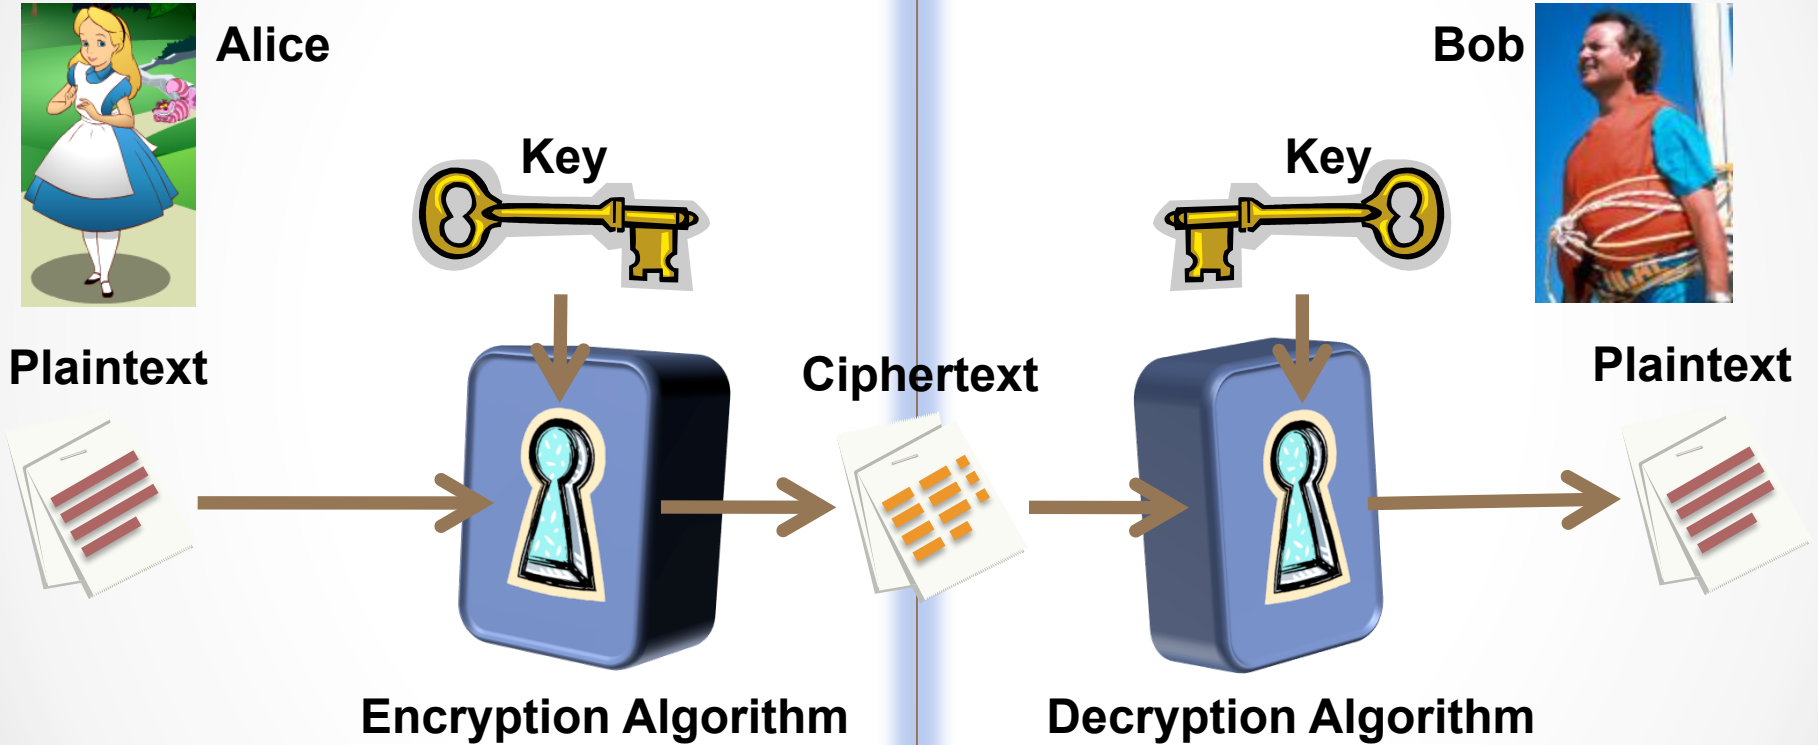 Alice
Bob
Key
Key
Plaintext
Ciphertext
Plaintext
Encryption Algorithm
Decryption Algorithm